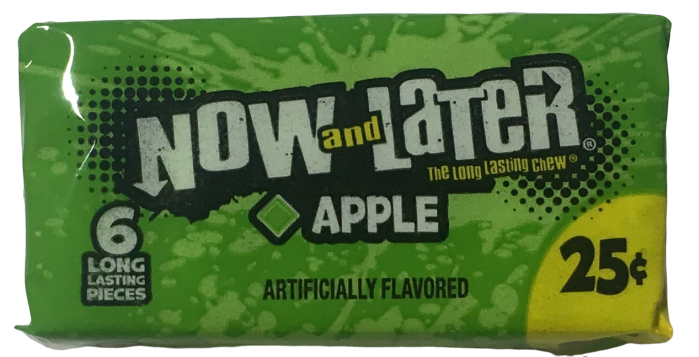 NOW and LaTER®
The Long Lasting Chew®
APPLE
6
LONG
LASTING
PIECES
ARTIFICIALLY FLAVORED
25¢